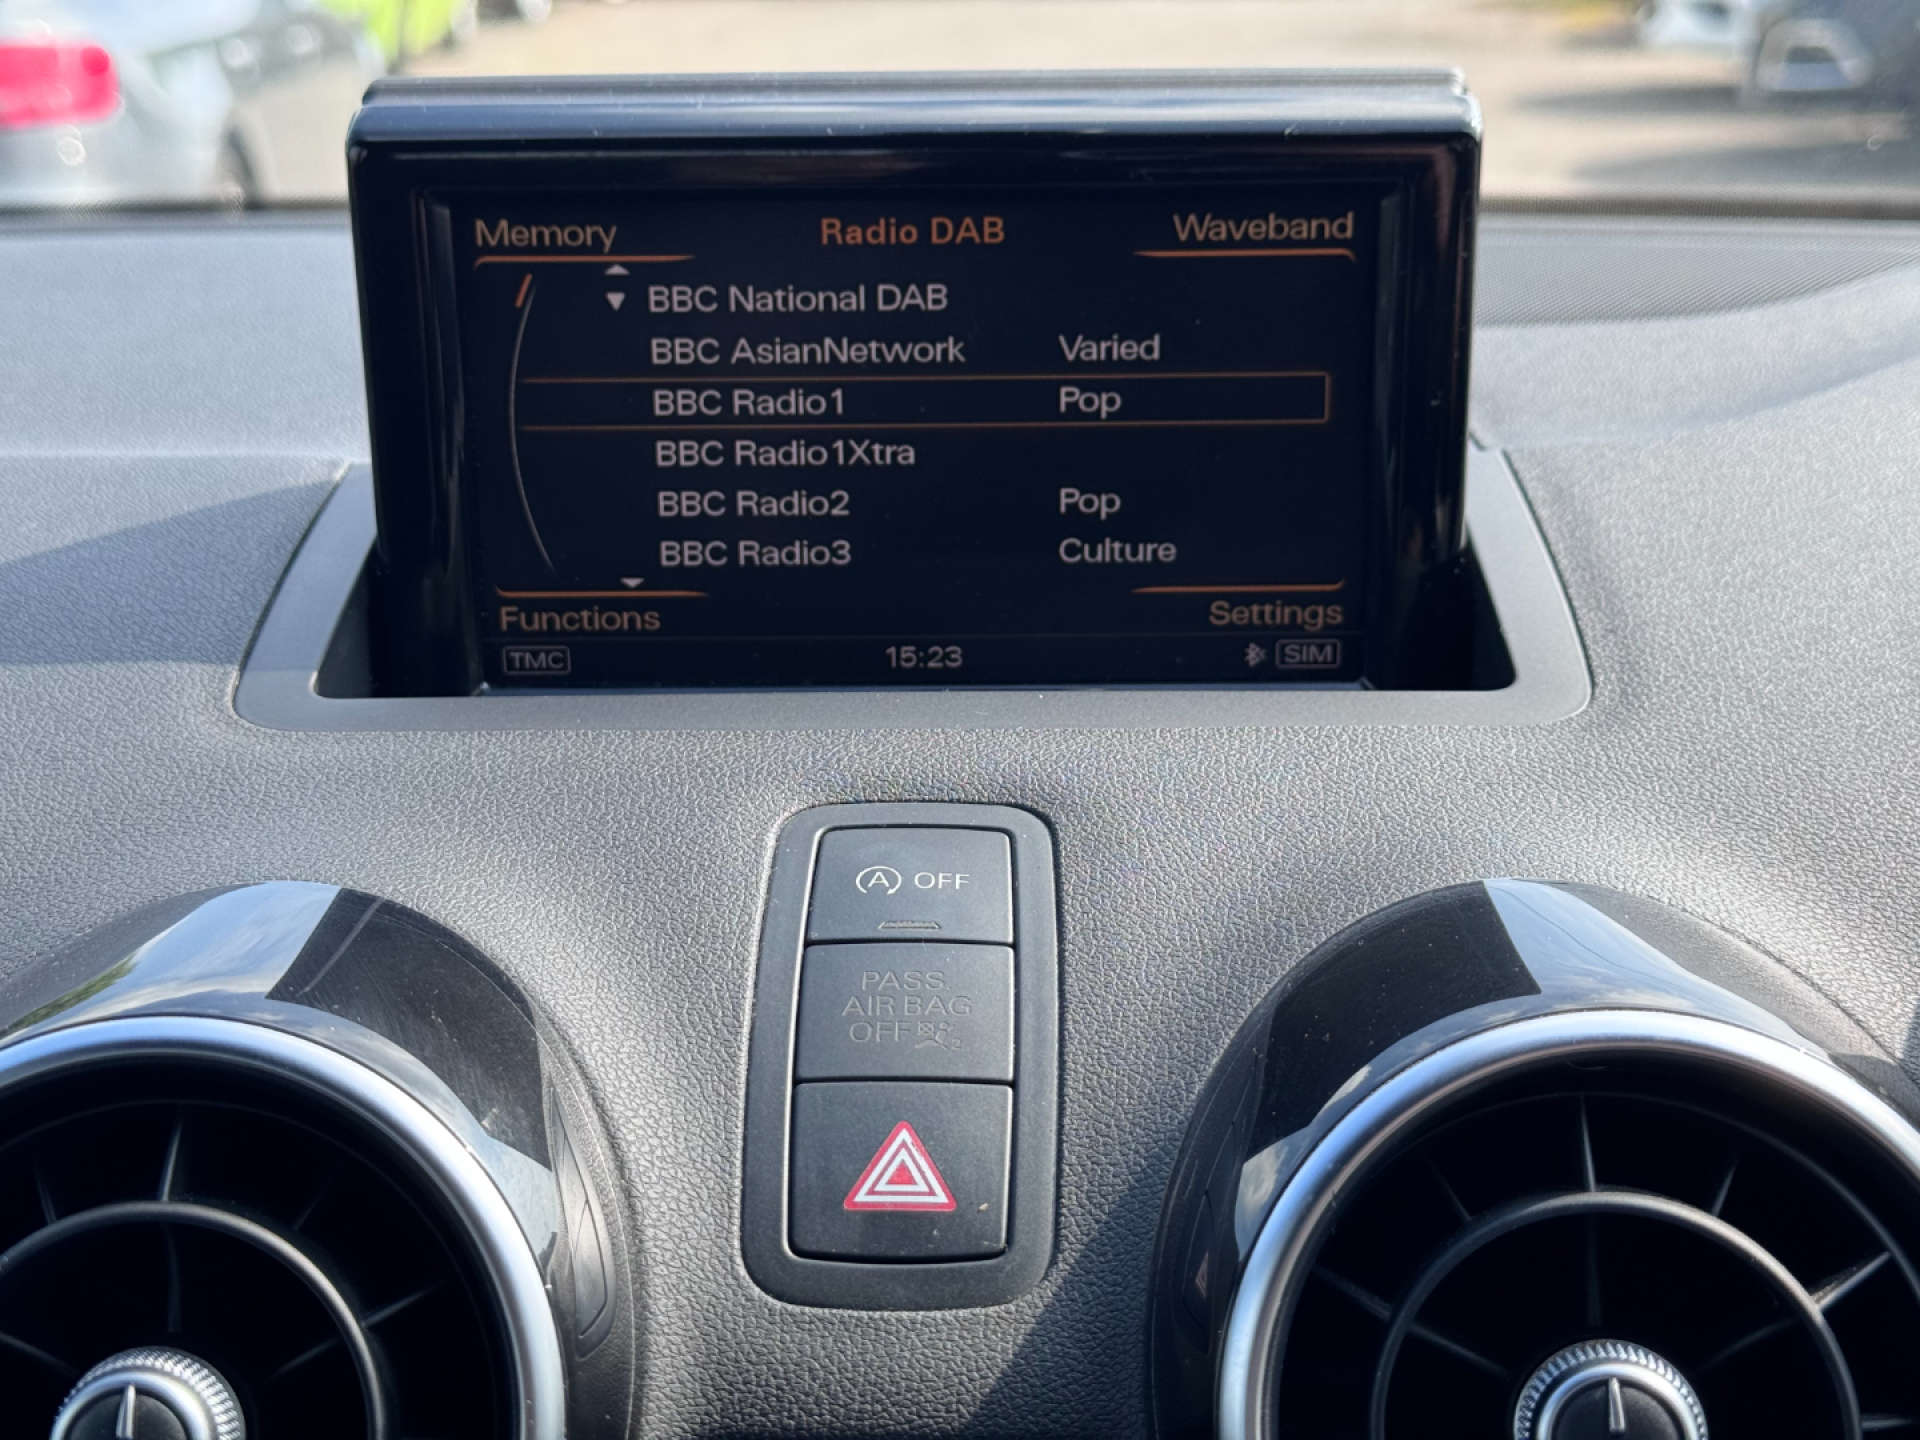 Memory Radio DAB Waveband
BBC National DAB
BBC AsianNetwork Varied
BBC Radio1 Pop
BBC Radio1Xtra
BBC Radio2 Pop
BBC Radio3 Culture
Functions Settings
TMC 15:23 SIM
A OFF
PASS.
AIR BAG
OFF 2